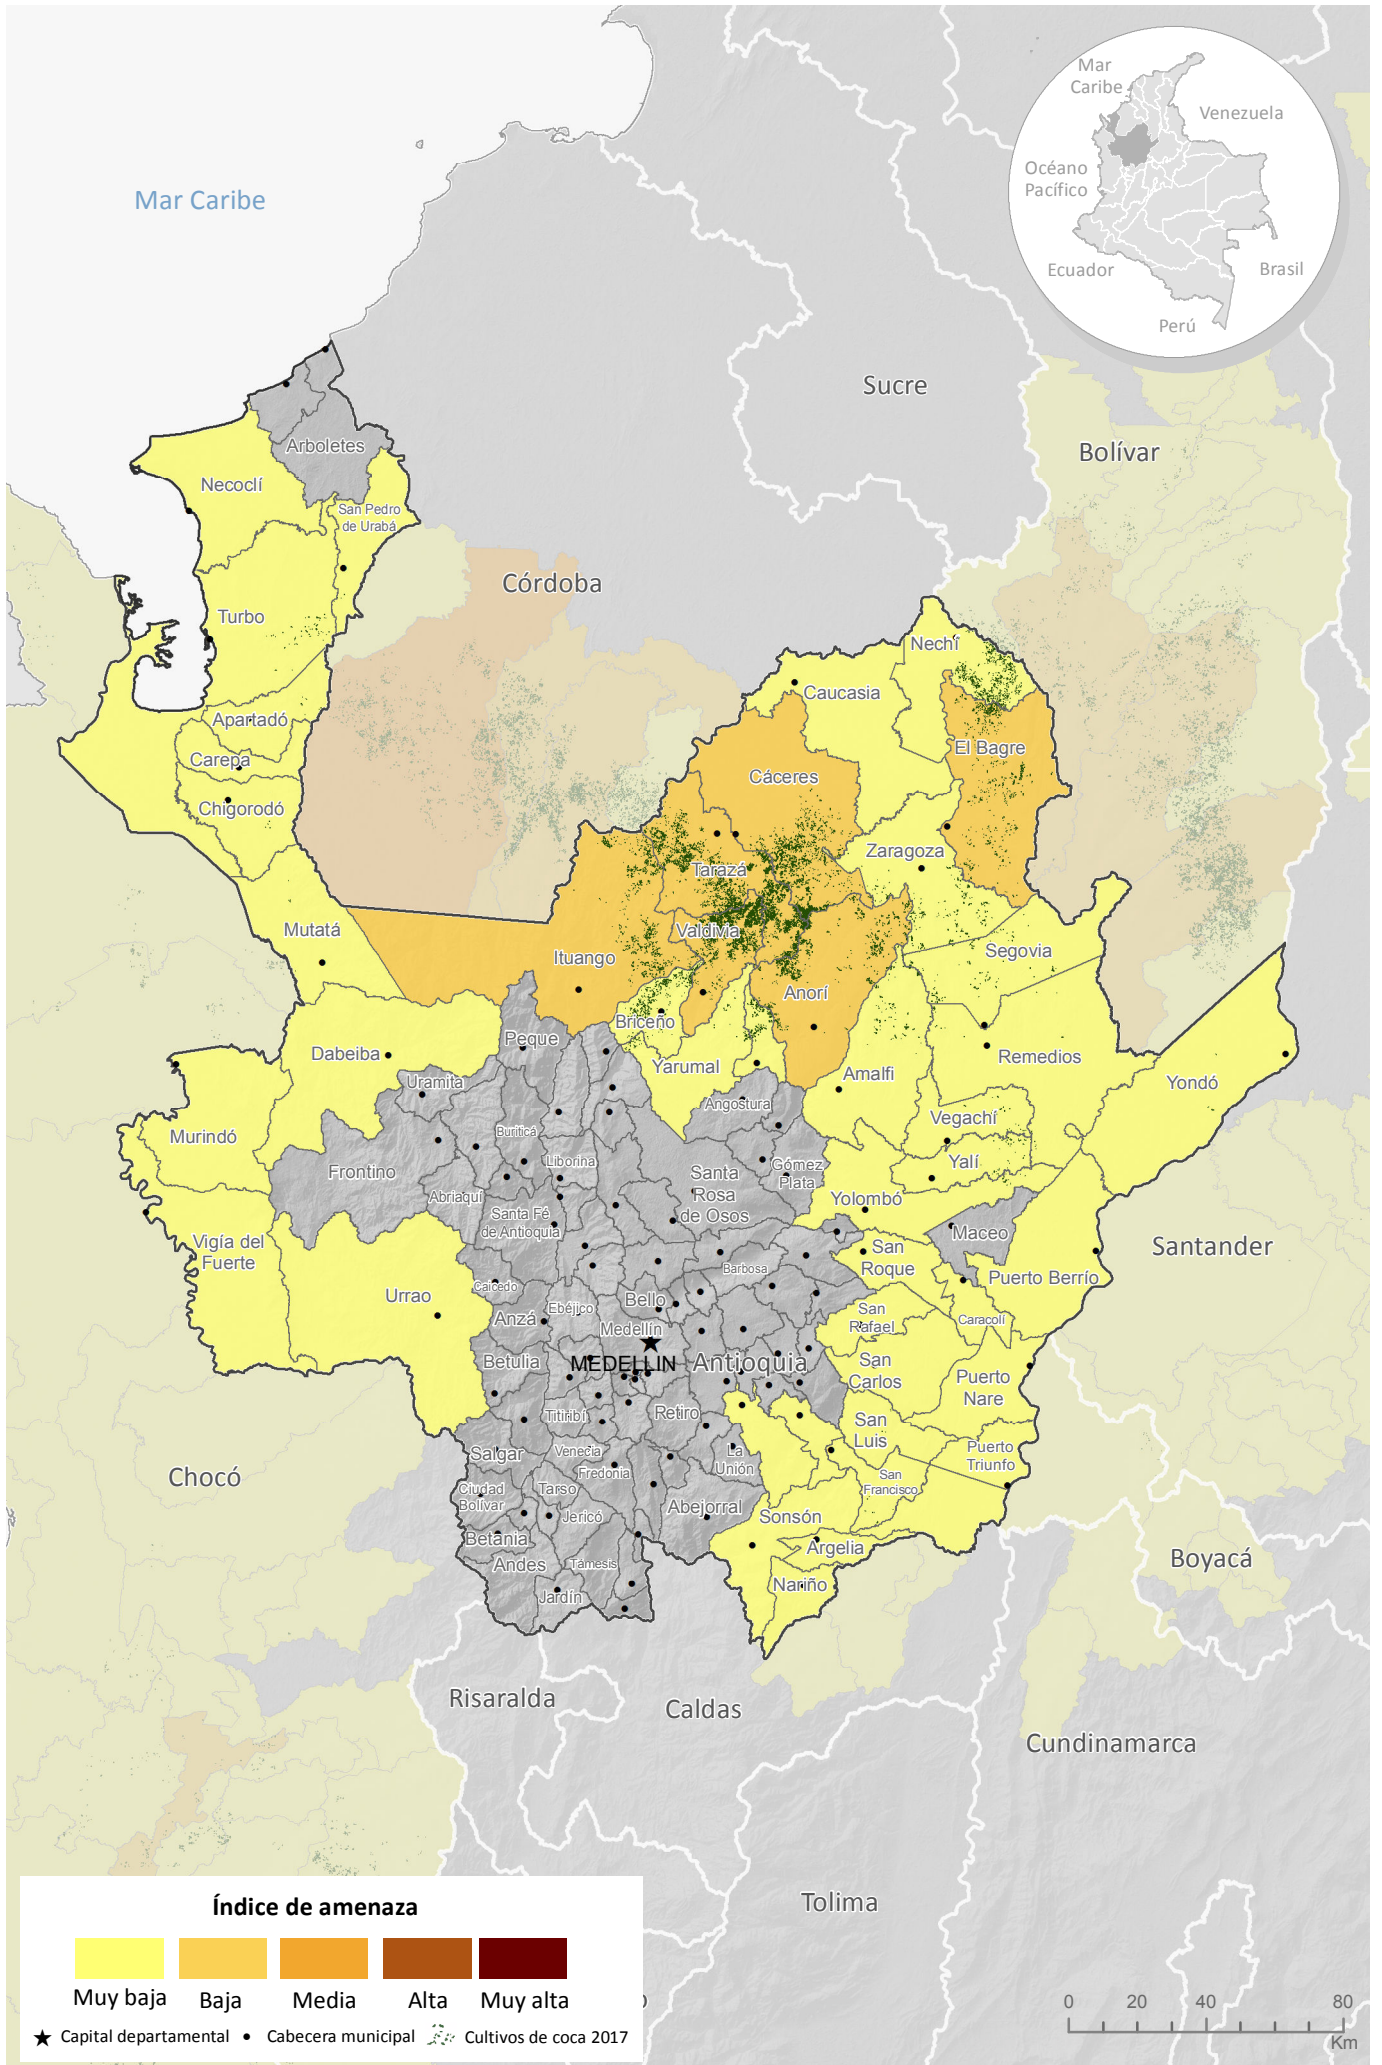 Mar
Caribe
Venezuela
Océano
Pacífico
Ecuador
Brasil
Perú
Mar Caribe
Sucre
Bolívar
Córdoba
Arboletes
Necoclí
San Pedro
de Urabá
Turbo
Nechí
Caucasia
Apartadó
Carepa
Chigorodó
El Bagre
Cáceres
Zaragoza
Tarazá
Mutatá
Valdivia
Segovia
Ituango
Anorí
Briceño
Peque
Dabeiba
Remedios
Yarumal
Amalfi
Uramita
Yondó
Angostura
Vegachí
Murindó
Buriticá
Liborina
Yalí
Frontino
Gómez
Plata
Santa
Rosa
de Osos
Abriaquí
Yolombó
Santa Fé
de Antioquia
Maceo
Vigía del
Fuerte
San
Roque
Santander
Barbosa
Puerto Berrío
Caicedo
Urrao
Bello
Ebéjico
Anzá
San
Rafael
Caracolí
Medellín
Betulia
MEDELLIN
Antioquia
San
Carlos
Puerto
Nare
Titiribí
Retiro
San
Luis
Salgar
Venecia
La
Unión
Puerto
Triunfo
Chocó
Fredonia
San
Francisco
Ciudad
Bolívar
Tarso
Abejorral
Jericó
Sonsón
Betania
Argelia
Andes
Támesis
Boyacá
Nariño
Jardín
Risaralda
Caldas
Cundinamarca
Tolima
Índice de amenaza
Muy baja Baja Media Alta Muy alta
Capital departamental Cabecera municipal Cultivos de coca 2017
0 20 40 80
Km